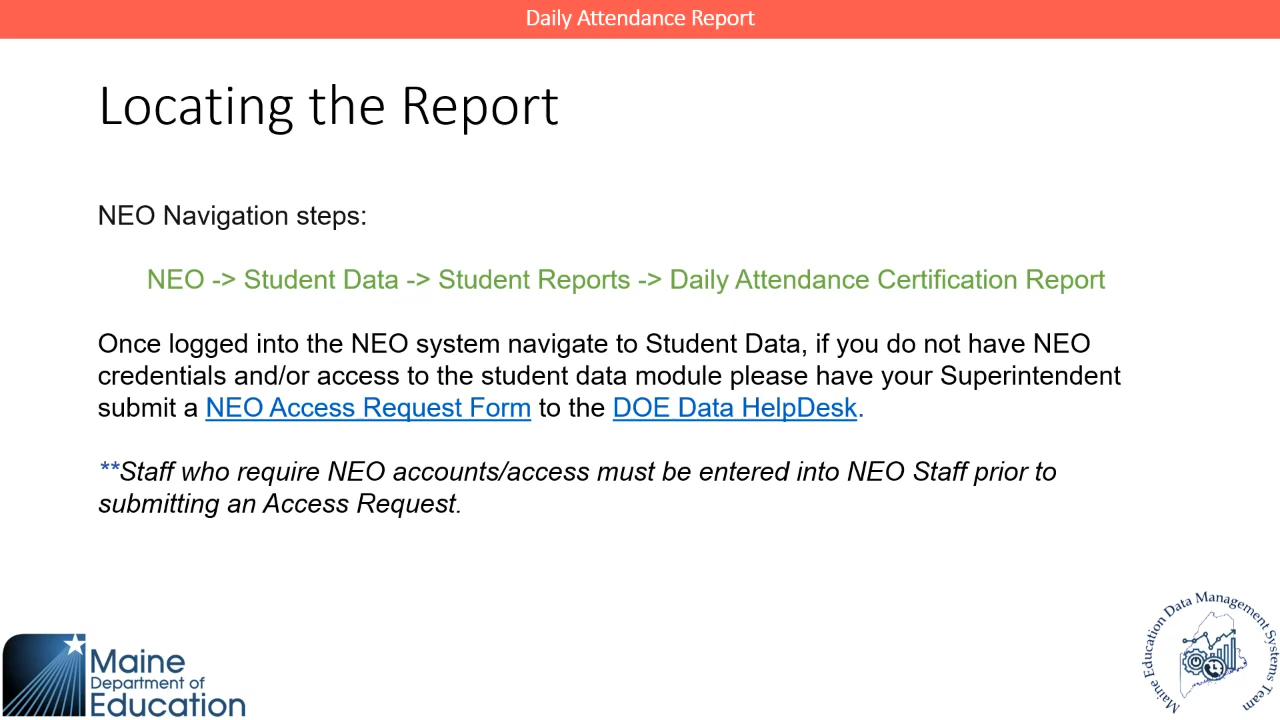 Daily Attendance Report
Locating the Report
NEO Navigation steps:
NEO -> Student Data -> Student Reports -> Daily Attendance Certification Report
Once logged into the NEO system navigate to Student Data, if you do not have NEO
credentials and/or access to the student data module please have your Superintendent
submit a NEO Access Request Form to the DOE Data HelpDesk.
**Staff who require NEO accounts/access must be entered into NEO Staff prior to
submitting an Access Request.
Maine
Department of
Education
Maine Education Data Management Systems Team